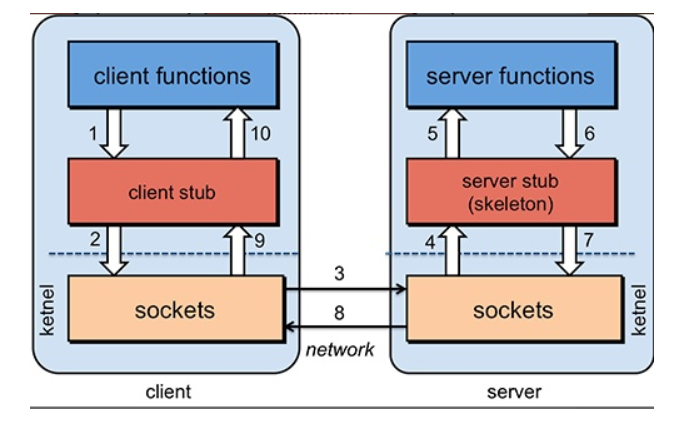 client functions
server functions
1
10
5
6
client stub
server stub
(skeleton)
2
9
4
7
3
sockets
sockets
8
ketnel
ketnel
network
client
server